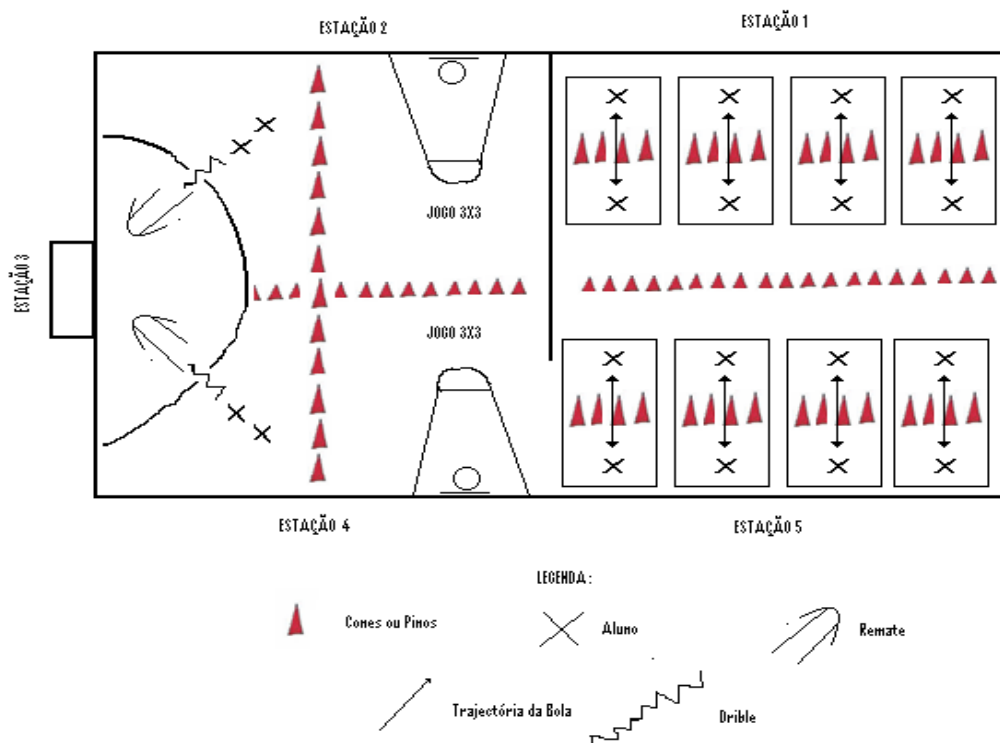 ESTAÇÃO 2
ESTAÇÃO 1
ESTAÇÃO 3
JOGO 3X3
JOGO 3X3
ESTAÇÃO 4
ESTAÇÃO 5
LEGENDA :
Cones ou Pinos
Aluno
Remate
Trajectória da Bola
Drible